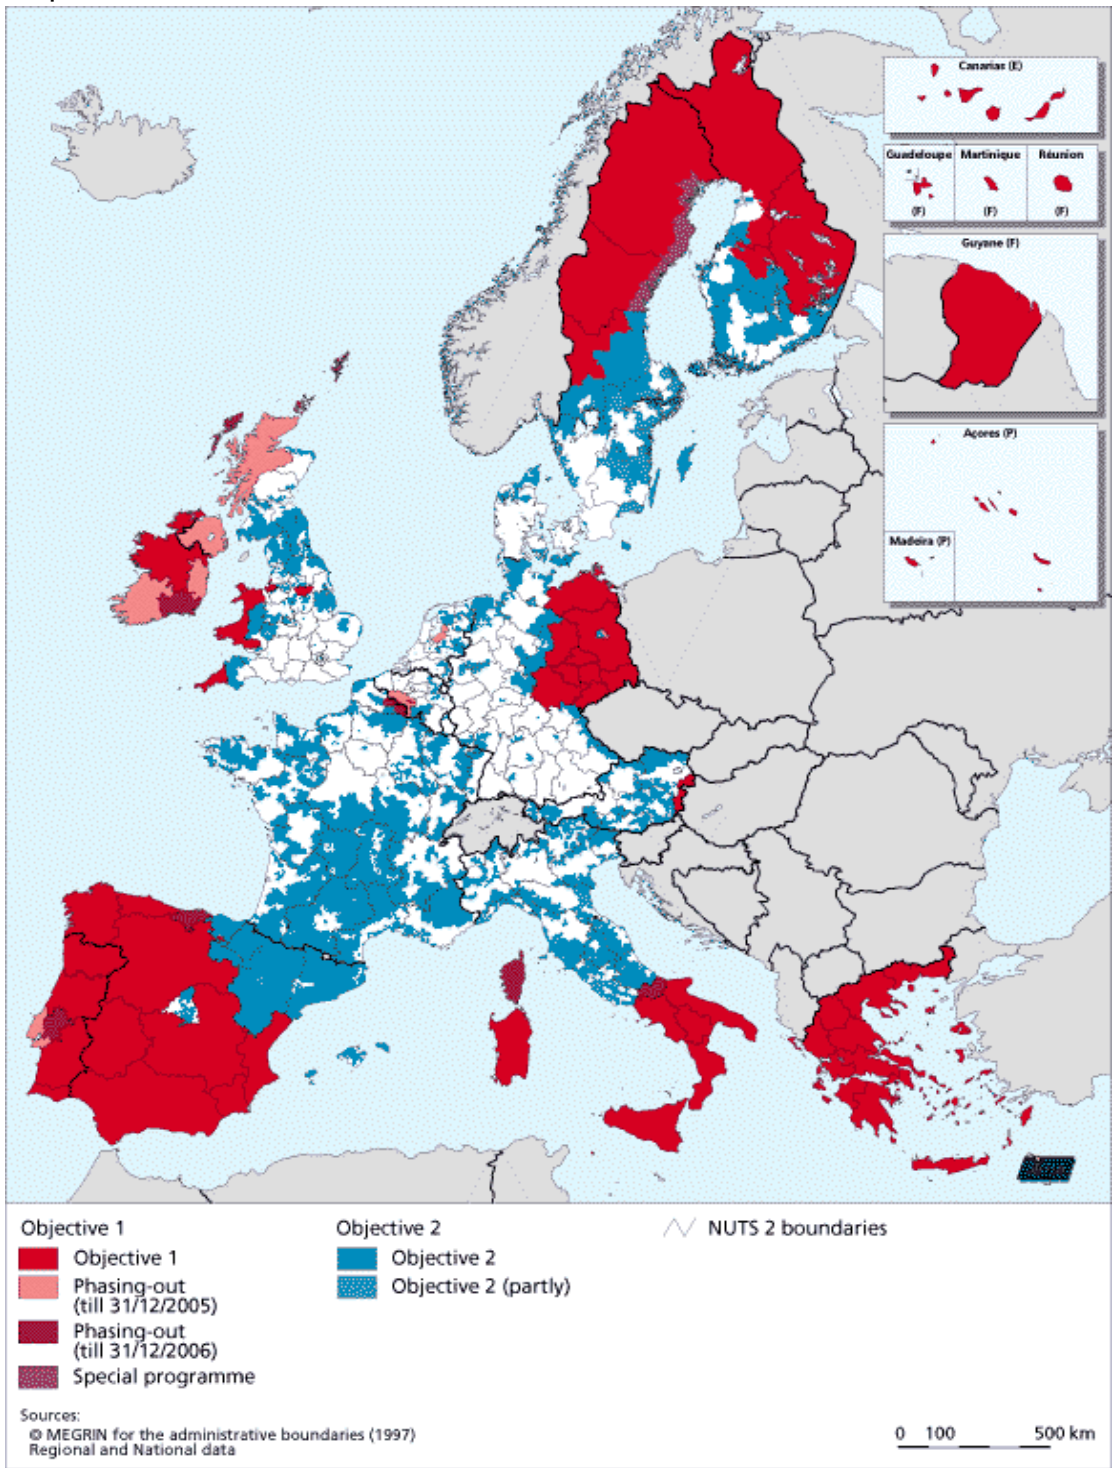 Canarias (E)
Guadeloupe Martinique Réunion
(F) (F) (F)
Guyane (F)
Açores (P)
Madeira (P)
Objective 1
Objective 1
Phasing-out
(till 31/12/2005)
Phasing-out
(till 31/12/2006)
Special programme
Objective 2
Objective 2
Objective 2 (partly)
NUTS 2 boundaries
Sources:
© MEGRIN for the administrative boundaries (1997)
Regional and National data
0 100 500 km